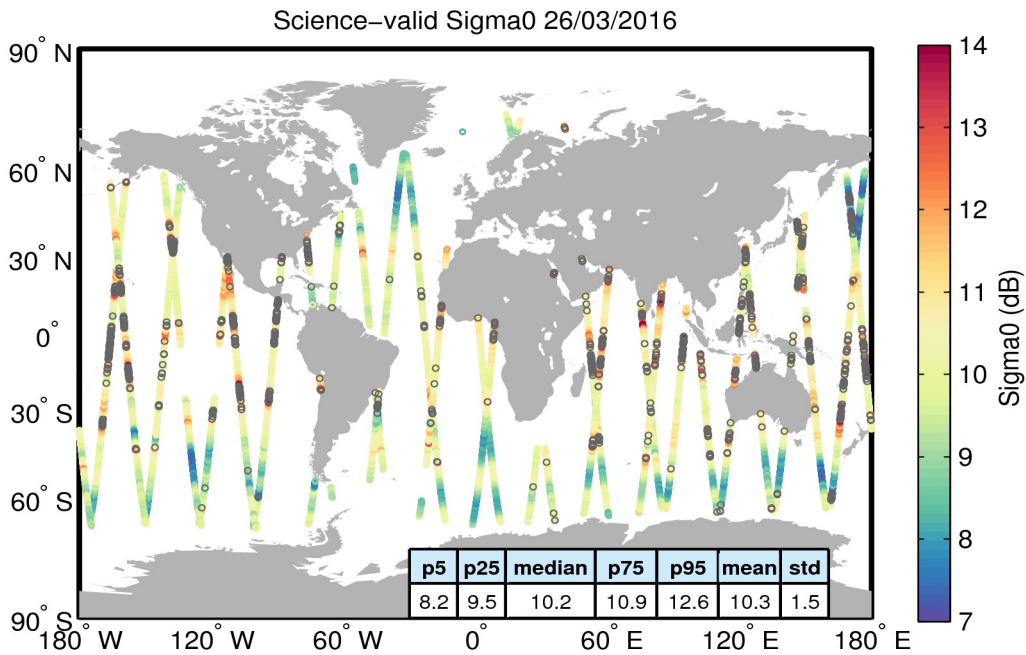 Science−valid Sigma0 26/03/2016
90° N
60° N
30° N
0°
30° S
60° S
90° S
180° W
120° W
60° W
0°
60° E
120° E
180° E
14
13
12
11
10
9
8
7
Sigma0 (dB)
p5 p25 median p75 p95 mean std
8.2 9.5 10.2 10.9 12.6 10.3 1.5